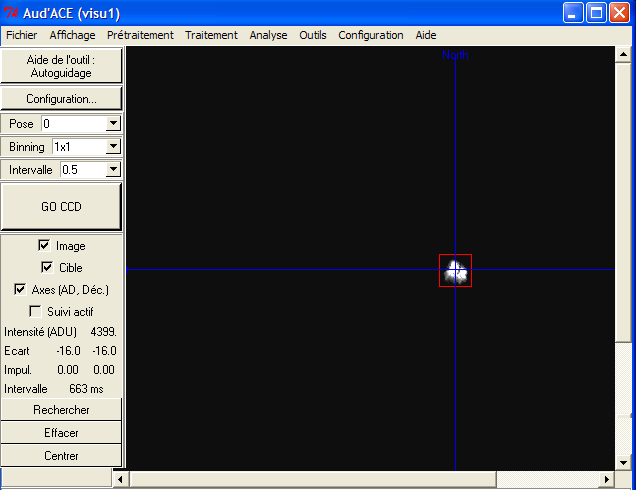 Aud'ACE (visu1)
Fichier Affichage Prétraitement Traitement Analyse Outils Configuration Aide
Aide de l'outil :
Autoguidage
Configuration...
Pose 0
Binning 1x1
Intervalle 0.5
GO CCD
Image
Cible
Axes (AD, Déc.)
Suivi actif
Intensité (ADU) 4399.
Ecart -16.0 -16.0
Impul. 0.00 0.00
Intervalle 663 ms
Rechercher
Effacer
Centrer
North